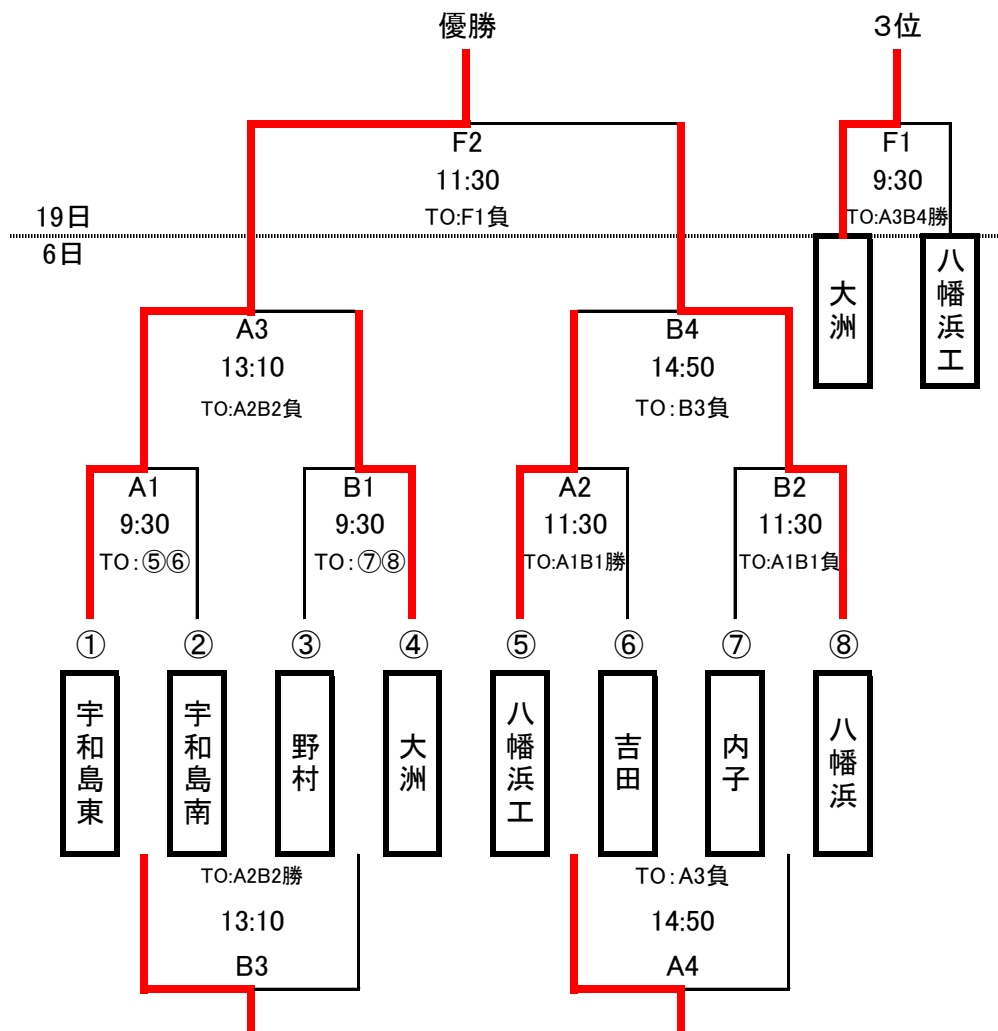 優勝
３位
F2
11:30
TO:F1負
F1
9:30
TO:A3B4勝
19日
6日
大洲
八幡浜工
A3
13:10
TO:A2B2負
B4
14:50
TO:B3負
A1
9:30
TO:⑤⑥
B1
9:30
TO:⑦⑧
A2
11:30
TO:A1B1勝
B2
11:30
TO:A1B1負
①
②
③
④
⑤
⑥
⑦
⑧
宇和島東
宇和島南
野村
大洲
八幡浜工
吉田
内子
八幡浜
TO:A2B2勝
13:10
B3
TO:A3負
14:50
A4